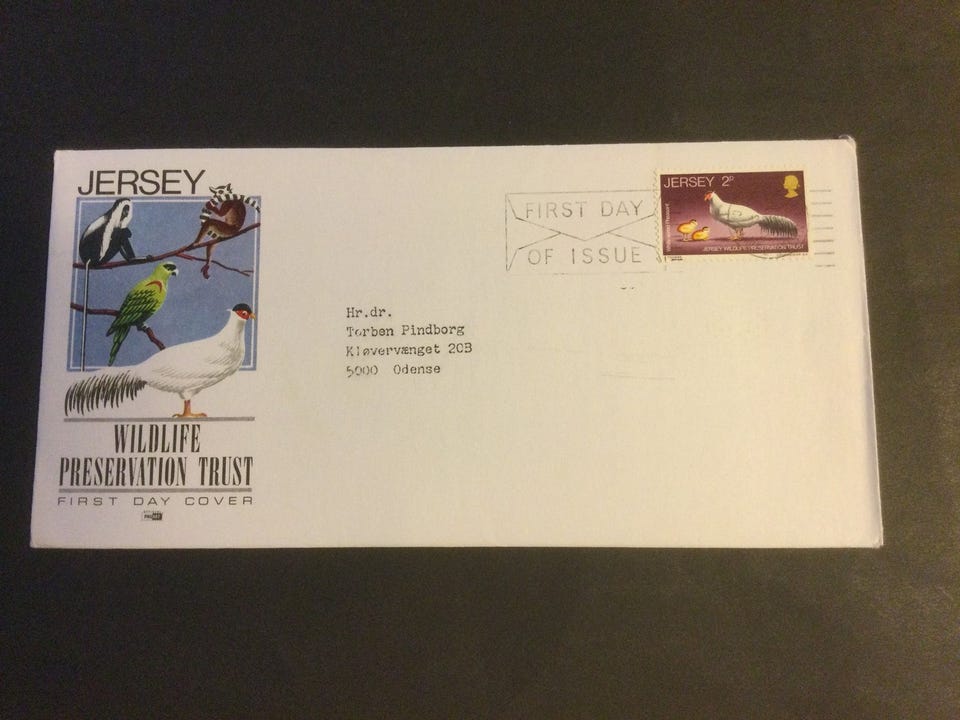 JERSEY
WILDLIFE
PRESERVATION TRUST
FIRST DAY COVER
FIRST DAY
OF ISSUE
JERSEY 2P
JERSEY WILDLIFE PRESERVATION TRUST
Hr.dr.
Torben Pindborg
Kløvervænget 20B
5000 Odense